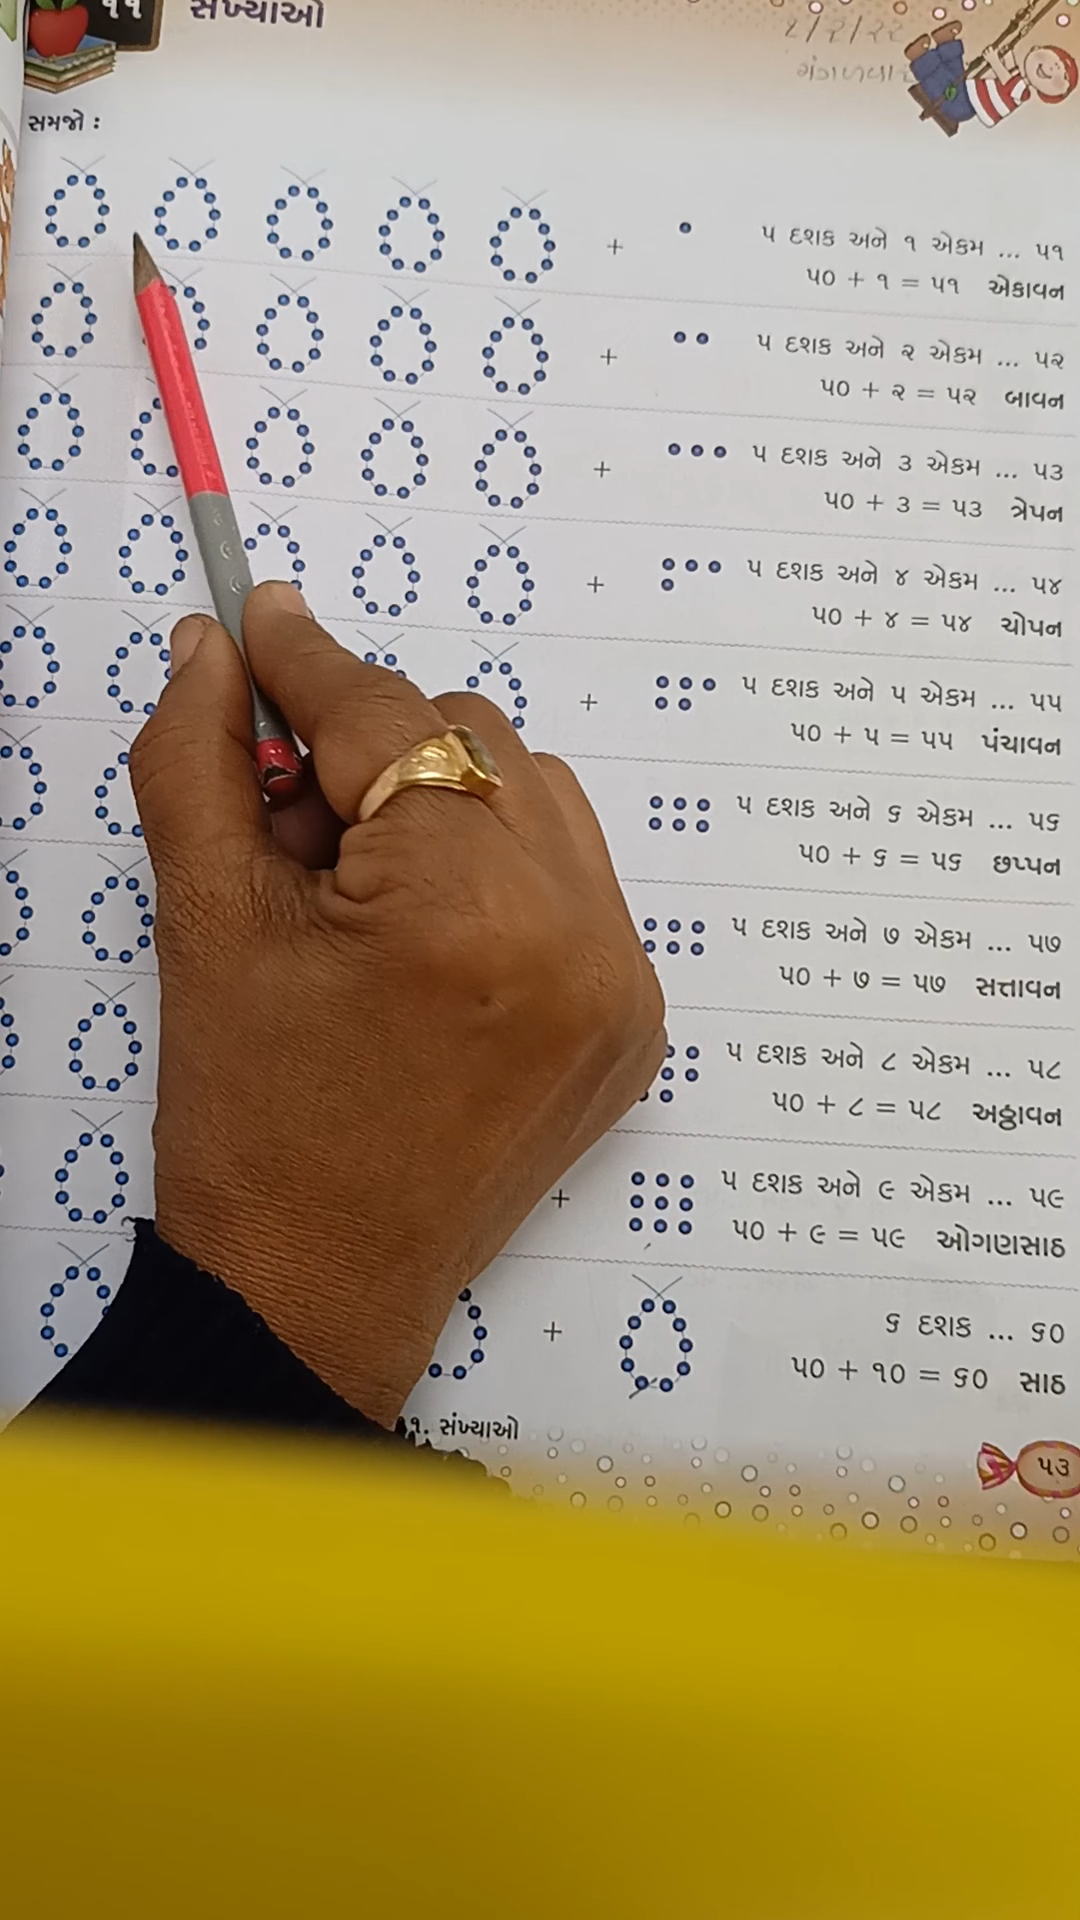 ૧૧ સંખ્યાઓ
૨/૨/૨૨
સમજો :
+ ૫ દશક અને ૧ એકમ ... ૫૧
૫૦ + ૧ = ૫૧ એકાવન
+ ૫ દશક અને ૨ એકમ ... ૫૨
૫૦ + ૨ = ૫૨ બાવન
+ ૫ દશક અને ૩ એકમ ... ૫૩
૫૦ + ૩ = ૫૩ ત્રેપન
+ ૫ દશક અને ૪ એકમ ... ૫૪
૫૦ + ૪ = ૫૪ ચોપન
+ ૫ દશક અને ૫ એકમ ... ૫૫
૫૦ + ૫ = ૫૫ પંચાવન
૫ દશક અને ૬ એકમ ... ૫૬
૫૦ + ૬ = ૫૬ છપ્પન
૫ દશક અને ૭ એકમ ... ૫૭
૫૦ + ૭ = ૫૭ સત્તાવન
૫ દશક અને ૮ એકમ ... ૫૮
૫૦ + ૮ = ૫૮ અઠ્ઠાવન
+ ૫ દશક અને ૯ એકમ ... ૫૯
૫૦ + ૯ = ૫૯ ઓગણસાઠ
+ ૬ દશક ... ૬૦
૫૦ + ૧૦ = ૬૦ સાઠ
૧. સંખ્યાઓ
૫૩